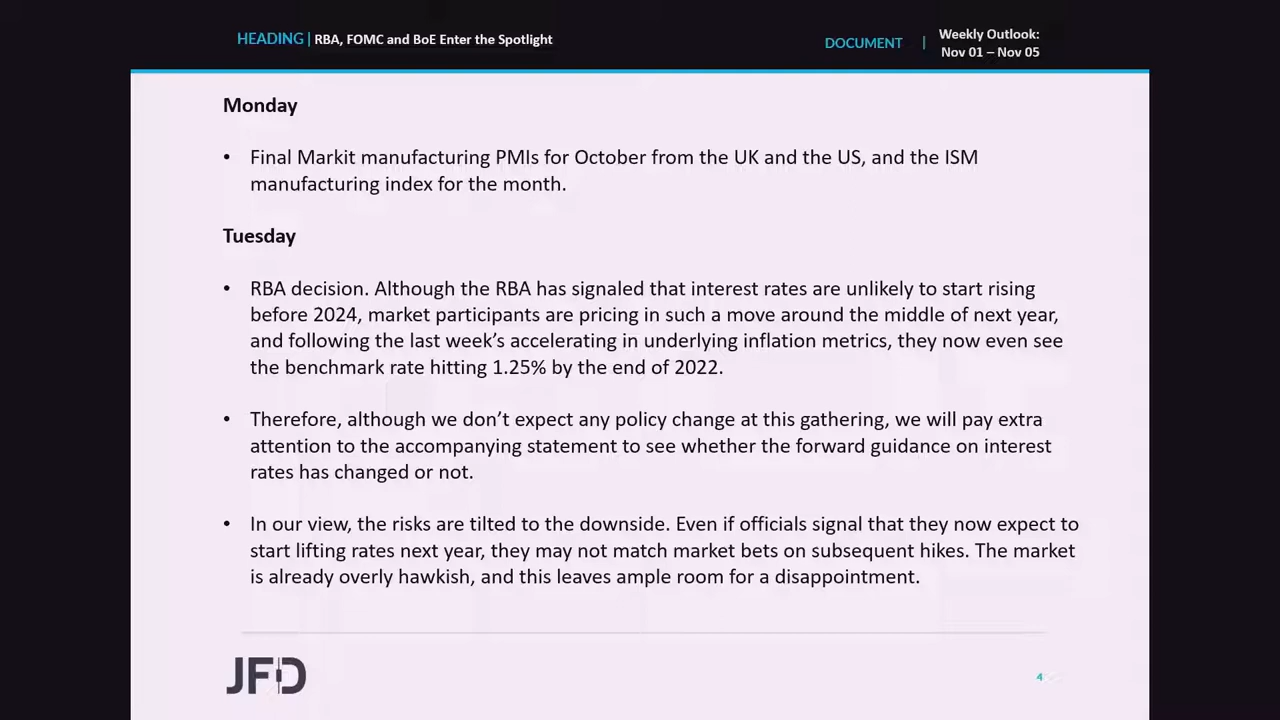 HEADING | RBA, FOMC and BoE Enter the Spotlight
DOCUMENT | Weekly Outlook:
Nov 01 – Nov 05
Monday
• Final Markit manufacturing PMIs for October from the UK and the US, and the ISM
manufacturing index for the month.
Tuesday
• RBA decision. Although the RBA has signaled that interest rates are unlikely to start rising
before 2024, market participants are pricing in such a move around the middle of next year,
and following the last week's accelerating in underlying inflation metrics, they now even see
the benchmark rate hitting 1.25% by the end of 2022.
• Therefore, although we don't expect any policy change at this gathering, we will pay extra
attention to the accompanying statement to see whether the forward guidance on interest
rates has changed or not.
• In our view, the risks are tilted to the downside. Even if officials signal that they now expect to
start lifting rates next year, they may not match market bets on subsequent hikes. The market
is already overly hawkish, and this leaves ample room for a disappointment.
JFD
4